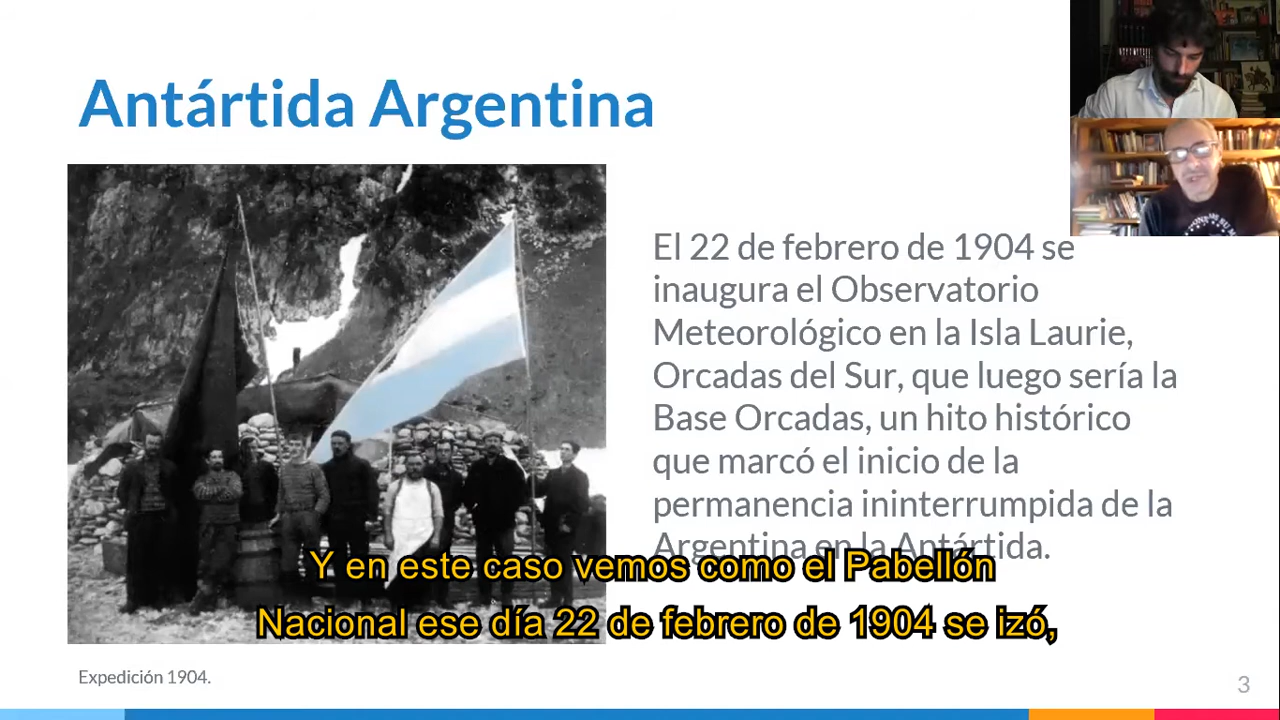 Antártida Argentina
El 22 de febrero de 1904 se
inaugura el Observatorio
Meteorológico en la Isla Laurie,
Orcadas del Sur, que luego sería la
Base Orcadas, un hito histórico
que marcó el inicio de la
permanencia ininterrumpida de la
Argentina en la Antártida.
Y en este caso vemos como el Pabellón
Nacional ese día 22 de febrero de 1904 se izó,
Expedición 1904.
3